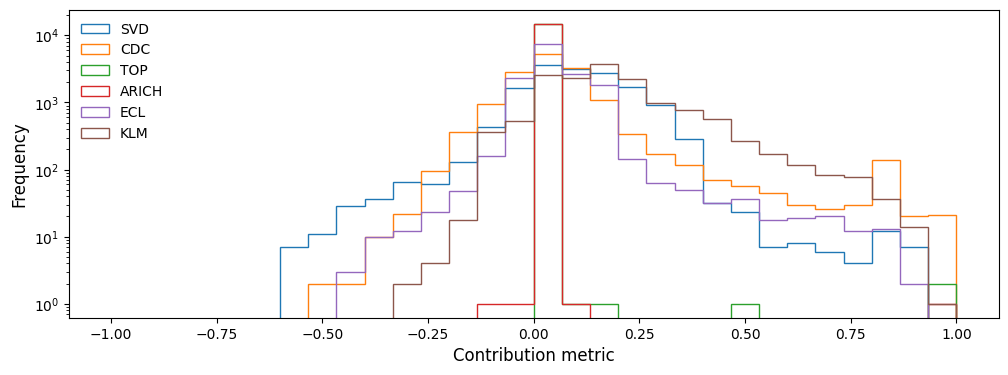 SVD
CDC
TOP
ARICH
ECL
KLM
Frequency
10⁴
10³
10²
10¹
10⁰
−1.00 −0.75 −0.50 −0.25 0.00 0.25 0.50 0.75 1.00
Contribution metric